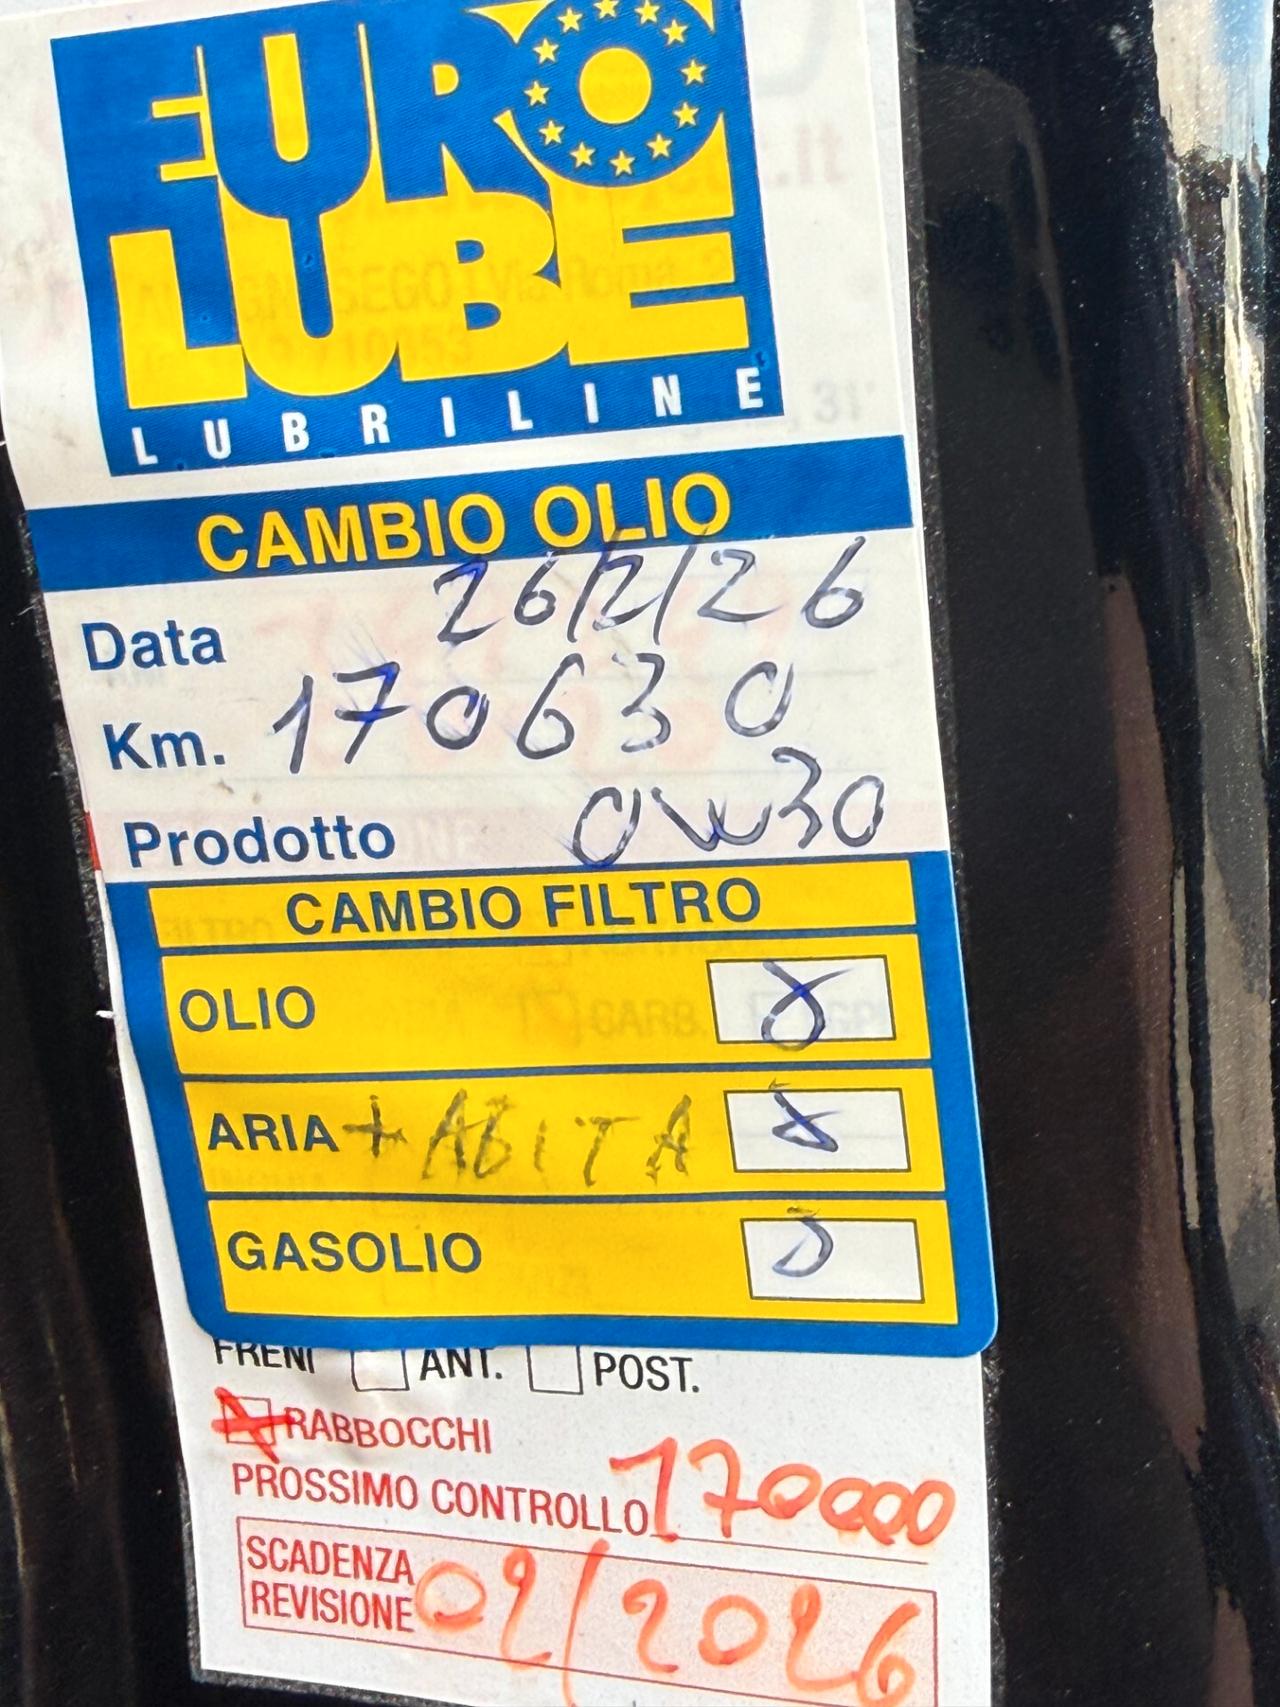 EURO
LUBE
LUBRILINE
CAMBIO OLIO
Data 26/2/26
Km. 170630
Prodotto 0W30
CAMBIO FILTRO
OLIO
ARIA + ABITA
GASOLIO
FRENI ANT. POST.
RABBOCCHI
PROSSIMO CONTROLLO 170000
SCADENZA
REVISIONE 02/2026